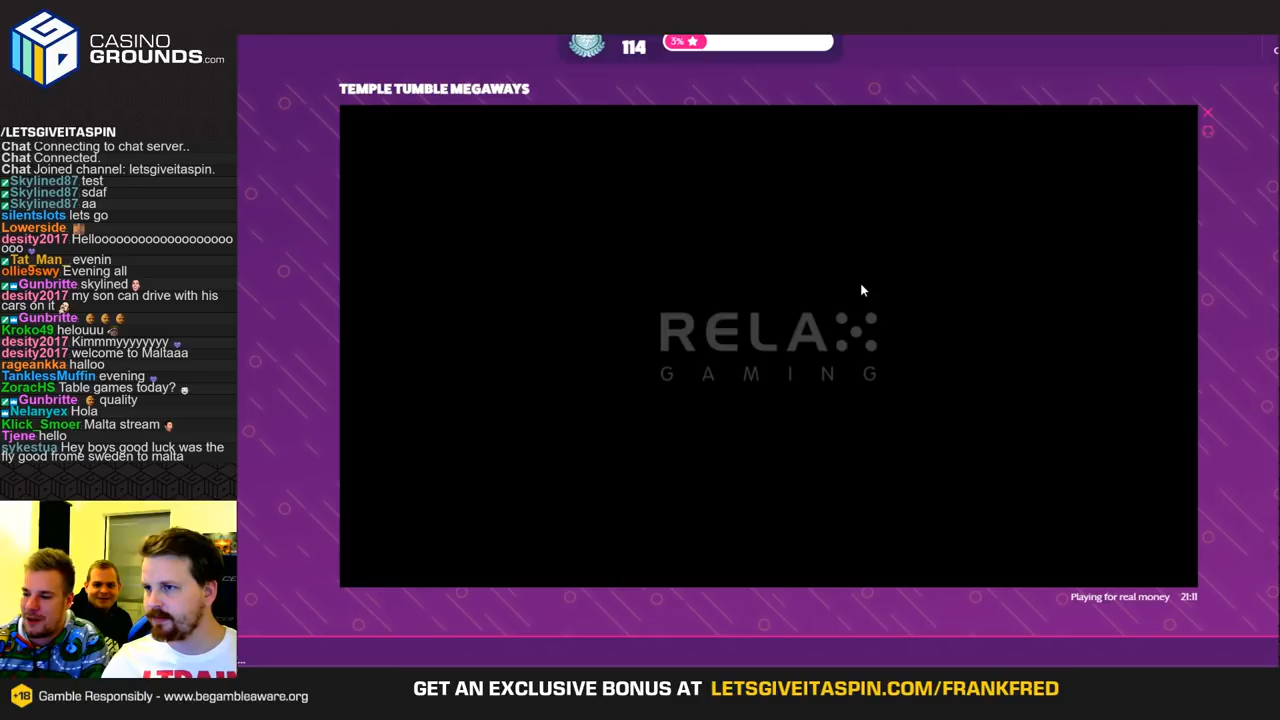 CASINO
GROUNDS.com
114
3%
TEMPLE TUMBLE MEGAWAYS
/LETSGIVEITASPIN
Chat Connecting to chat server..
Chat Connected.
Chat Joined channel: letsgiveitaspin.
Skylined87 test
Skylined87 sdaf
Skylined87 aa
silentslots lets go
Lowerside
desity2017 Helloooooooooooooooooo
ooo
Tat_Man_ evenin
ollie9swy Evening all
Gunbritte skylined
desity2017 my son can drive with his
cars on it
Gunbritte
Kroko49 helouuu
desity2017 Kimmmyyyyyyy
desity2017 welcome to Maltaaa
rageankka halloo
TanklessMuffin evening
ZoracHS Table games today?
Gunbritte quality
Nelanyex Hola
Klick_Smoer Malta stream
Tjene hello
sykestua Hey boys good luck was the
fly good frome sweden to malta
RELAX
GAMING
Playing for real money 21:11
...
+18 Gamble Responsibly - www.begambleaware.org
GET AN EXCLUSIVE BONUS AT LETSGIVEITASPIN.COM/FRANKFRED